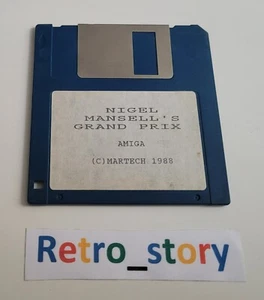 NIGEL
MANSELL'S
GRAND PRIX
AMIGA
(C)MARTECH 1988
Retro_story